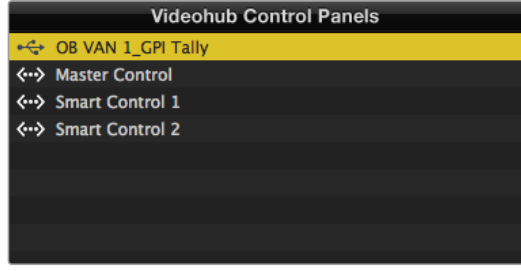 Videohub Control Panels
OB VAN 1_GPI Tally
Master Control
Smart Control 1
Smart Control 2